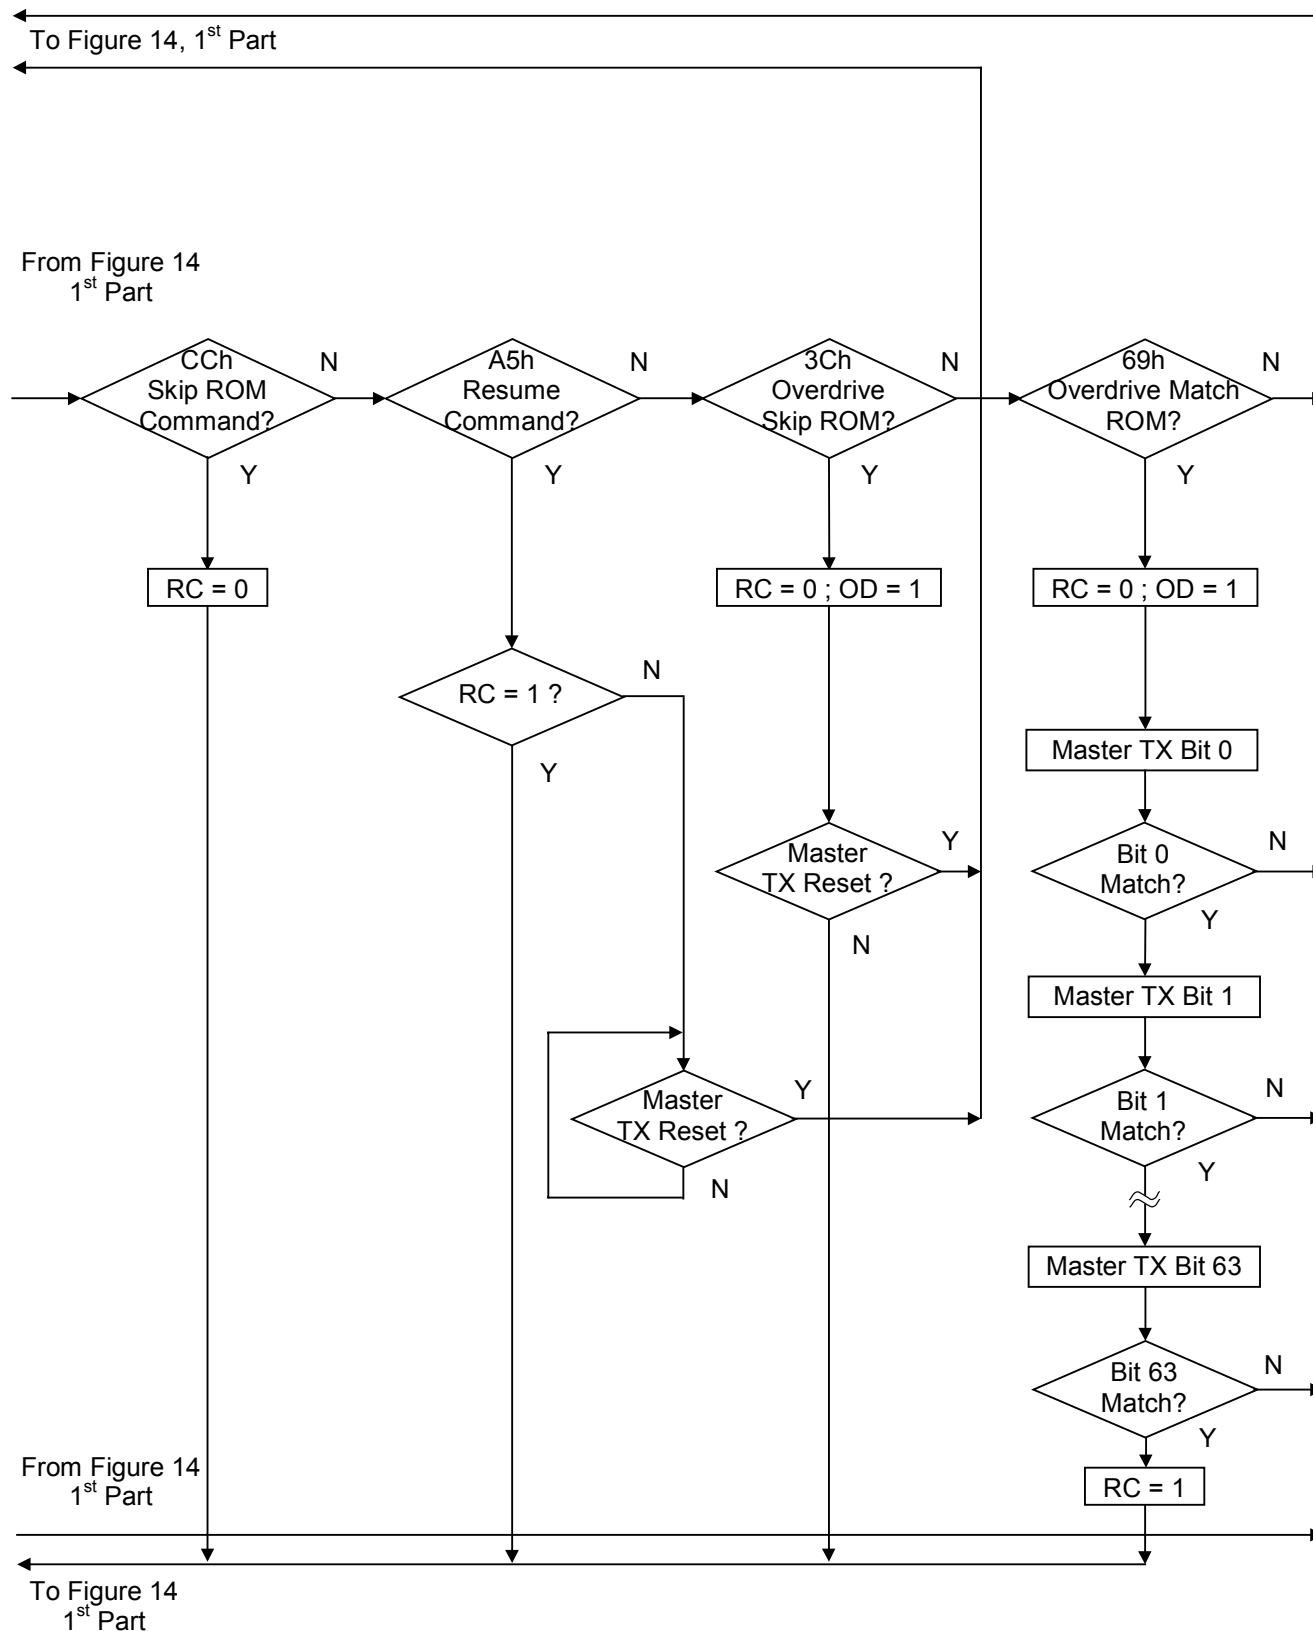 To Figure 14, 1st Part
From Figure 14
1st Part
CCh
Skip ROM
Command?
N
Y
A5h
Resume
Command?
N
Y
3Ch
Overdrive
Skip ROM?
N
Y
69h
Overdrive Match
ROM?
N
Y
RC = 0
RC = 0 ; OD = 1
RC = 0 ; OD = 1
RC = 1 ?
N
Y
Master TX Bit 0
Master
TX Reset ?
Y
N
Bit 0
Match?
N
Y
Master TX Bit 1
Master
TX Reset ?
Y
N
Bit 1
Match?
N
Y
Master TX Bit 63
Bit 63
Match?
N
Y
RC = 1
From Figure 14
1st Part
To Figure 14
1st Part